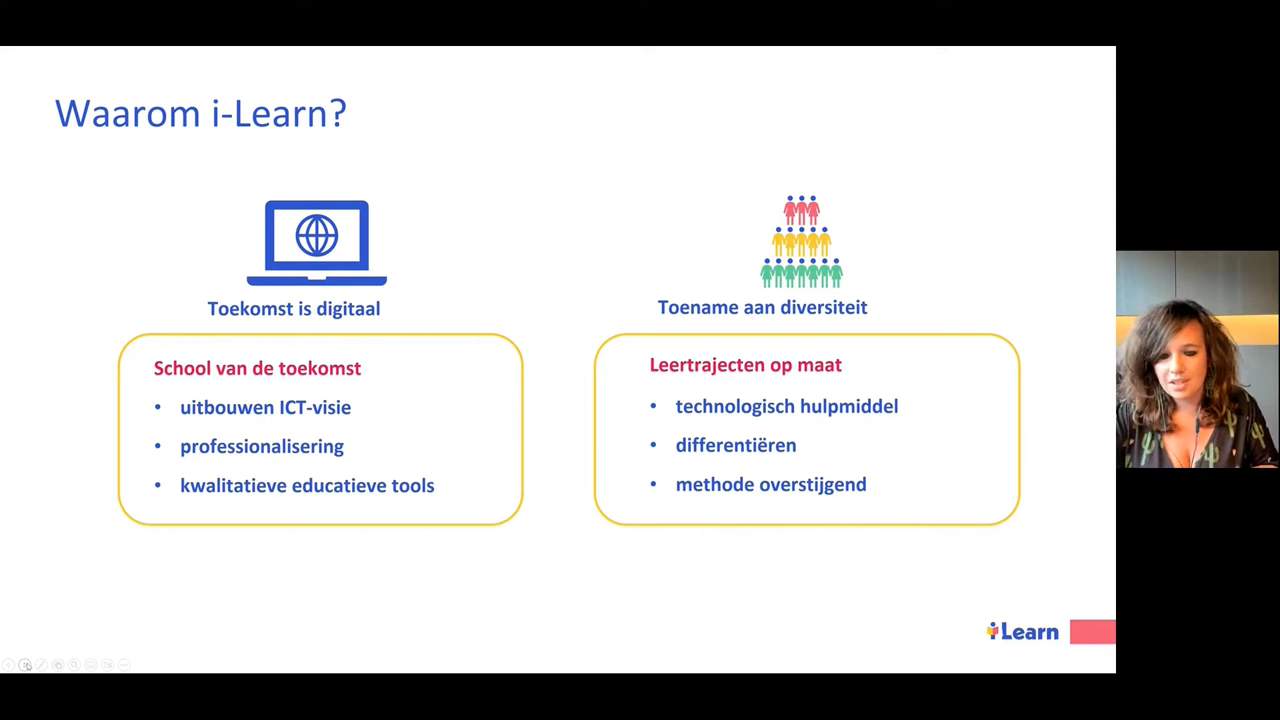 Waarom i-Learn?
Toekomst is digitaal
School van de toekomst
• uitbouwen ICT-visie
• professionalisering
• kwalitatieve educatieve tools
Toename aan diversiteit
Leertrajecten op maat
• technologisch hulpmiddel
• differentiëren
• methode overstijgend
i Learn